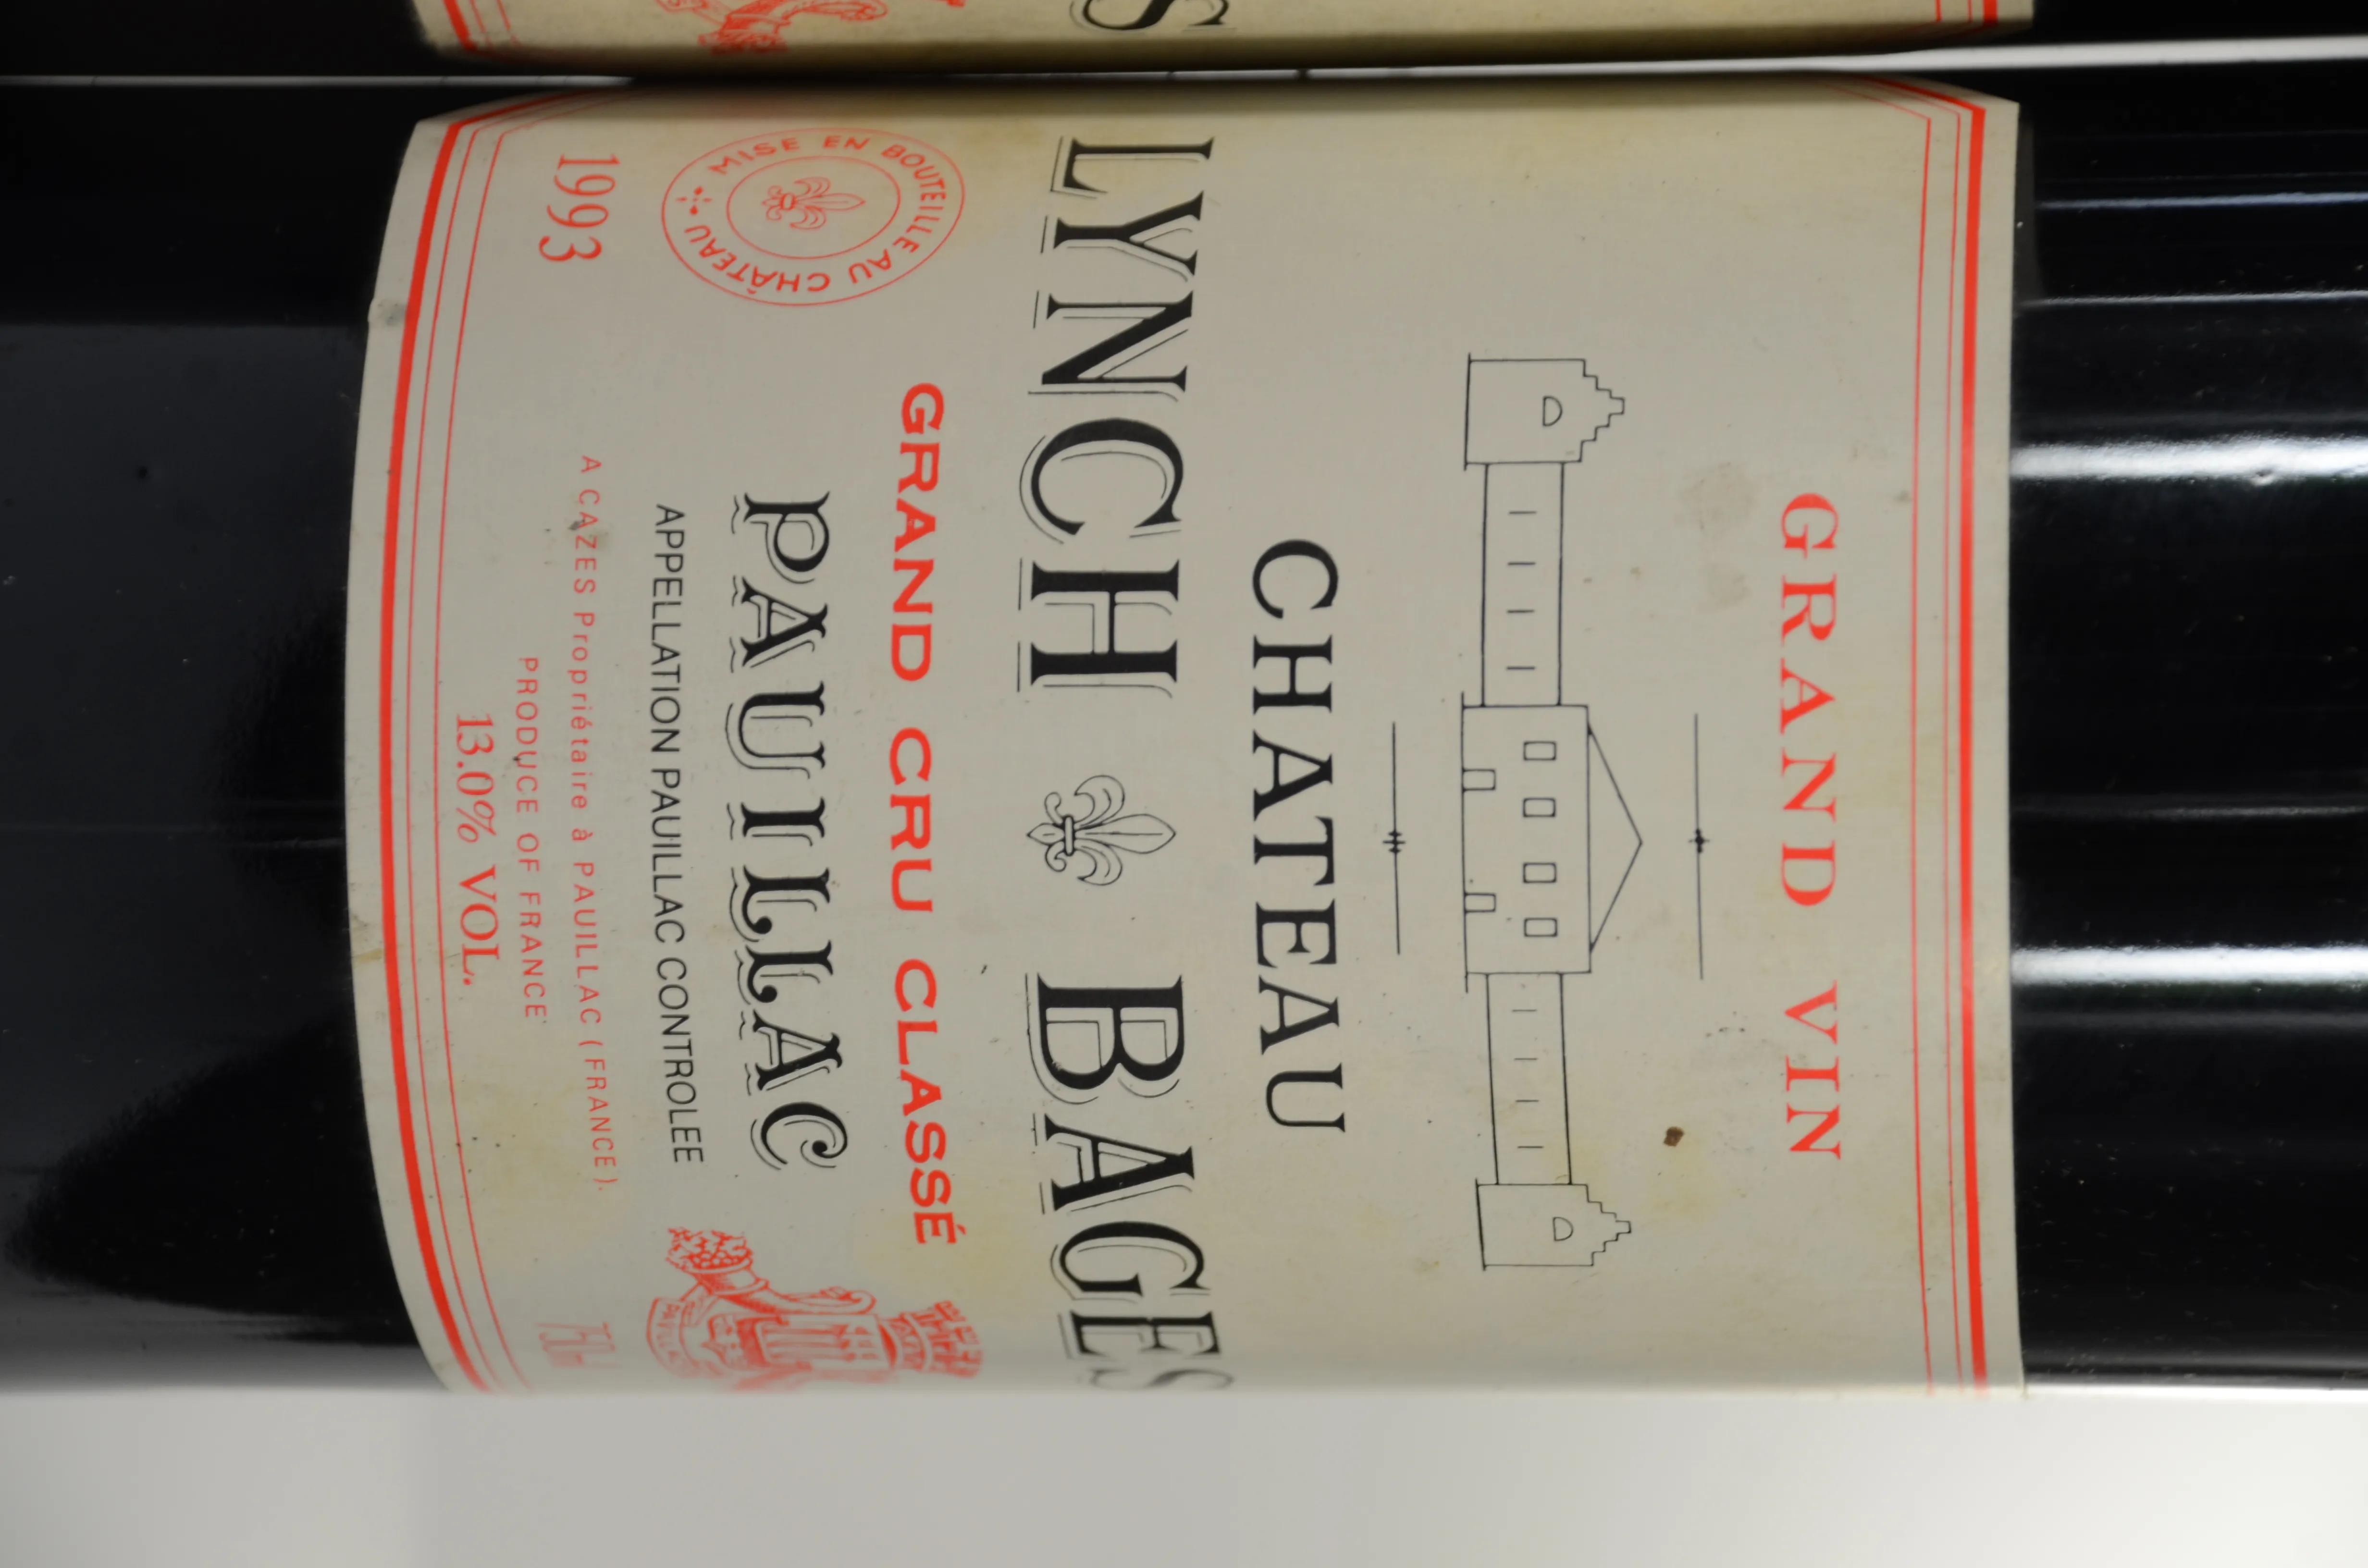 GRAND VIN
CHATEAU
LYNCH BAGES
GRAND CRU CLASSÉ
PAUILLAC
MISE EN BOUTEILLE AU CHÂTEAU
APPELLATION PAUILLAC CONTROLEE
1993
A CAZES Propriétaire à PAUILLAC (FRANCE).
PRODUCE OF FRANCE
13.0% VOL.